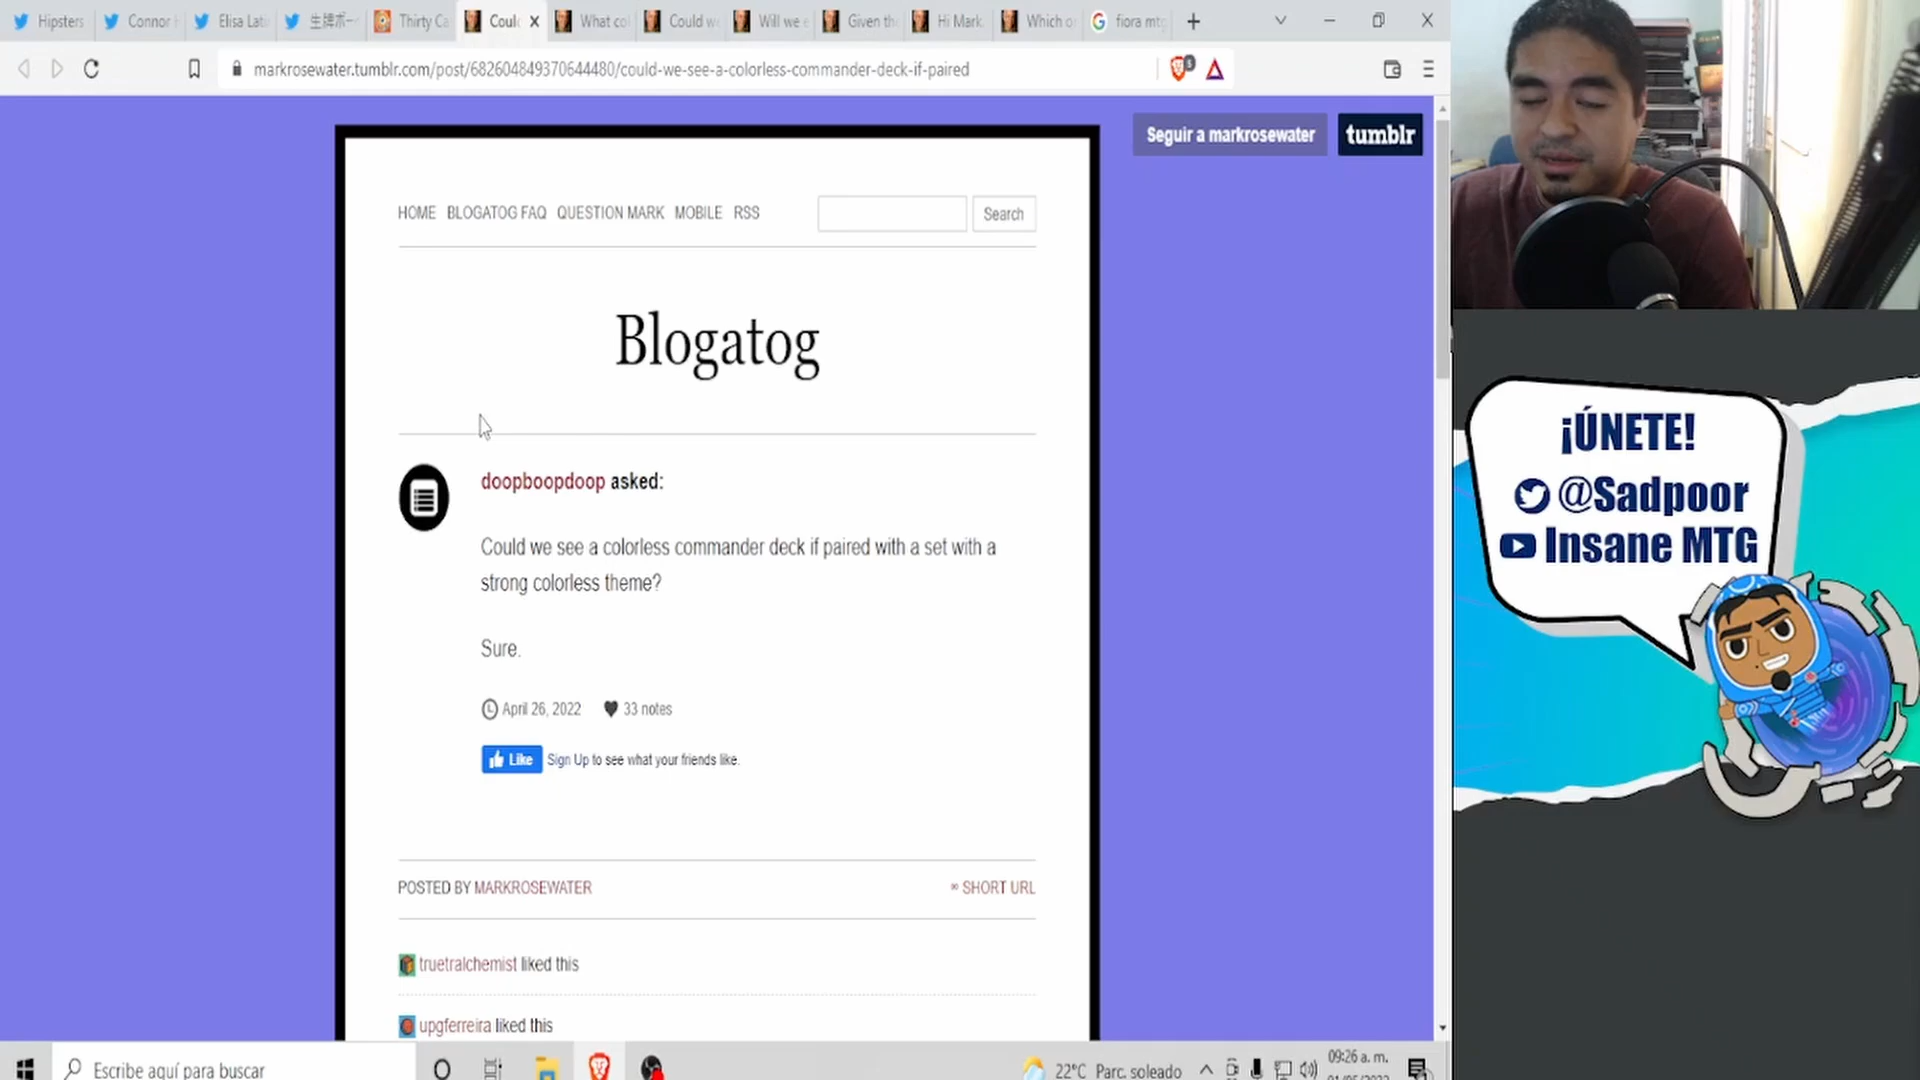 Hipsters
Connor
Elisa Lati
生牌ボー
Thirty Ca
Coul
What co
Could w
Will we e
Given th
Hi Mark
Which o
fiora mtg
markrosewater.tumblr.com/post/682604849370644480/could-we-see-a-colorless-commander-deck-if-paired
Seguir a markrosewater
tumblr
HOME BLOGATOG FAQ QUESTION MARK MOBILE RSS
Search
Blogatog
doopboopdoop asked:
Could we see a colorless commander deck if paired with a set with a
strong colorless theme?
Sure.
April 26, 2022 33 notes
Like Sign Up to see what your friends like.
POSTED BY MARKROSEWATER
∞ SHORT URL
truetralchemist liked this
upgferreira liked this
¡ÚNETE!
@Sadpoor
Insane MTG
Escribe aquí para buscar
22°C Parc. soleado
09:26 a. m.